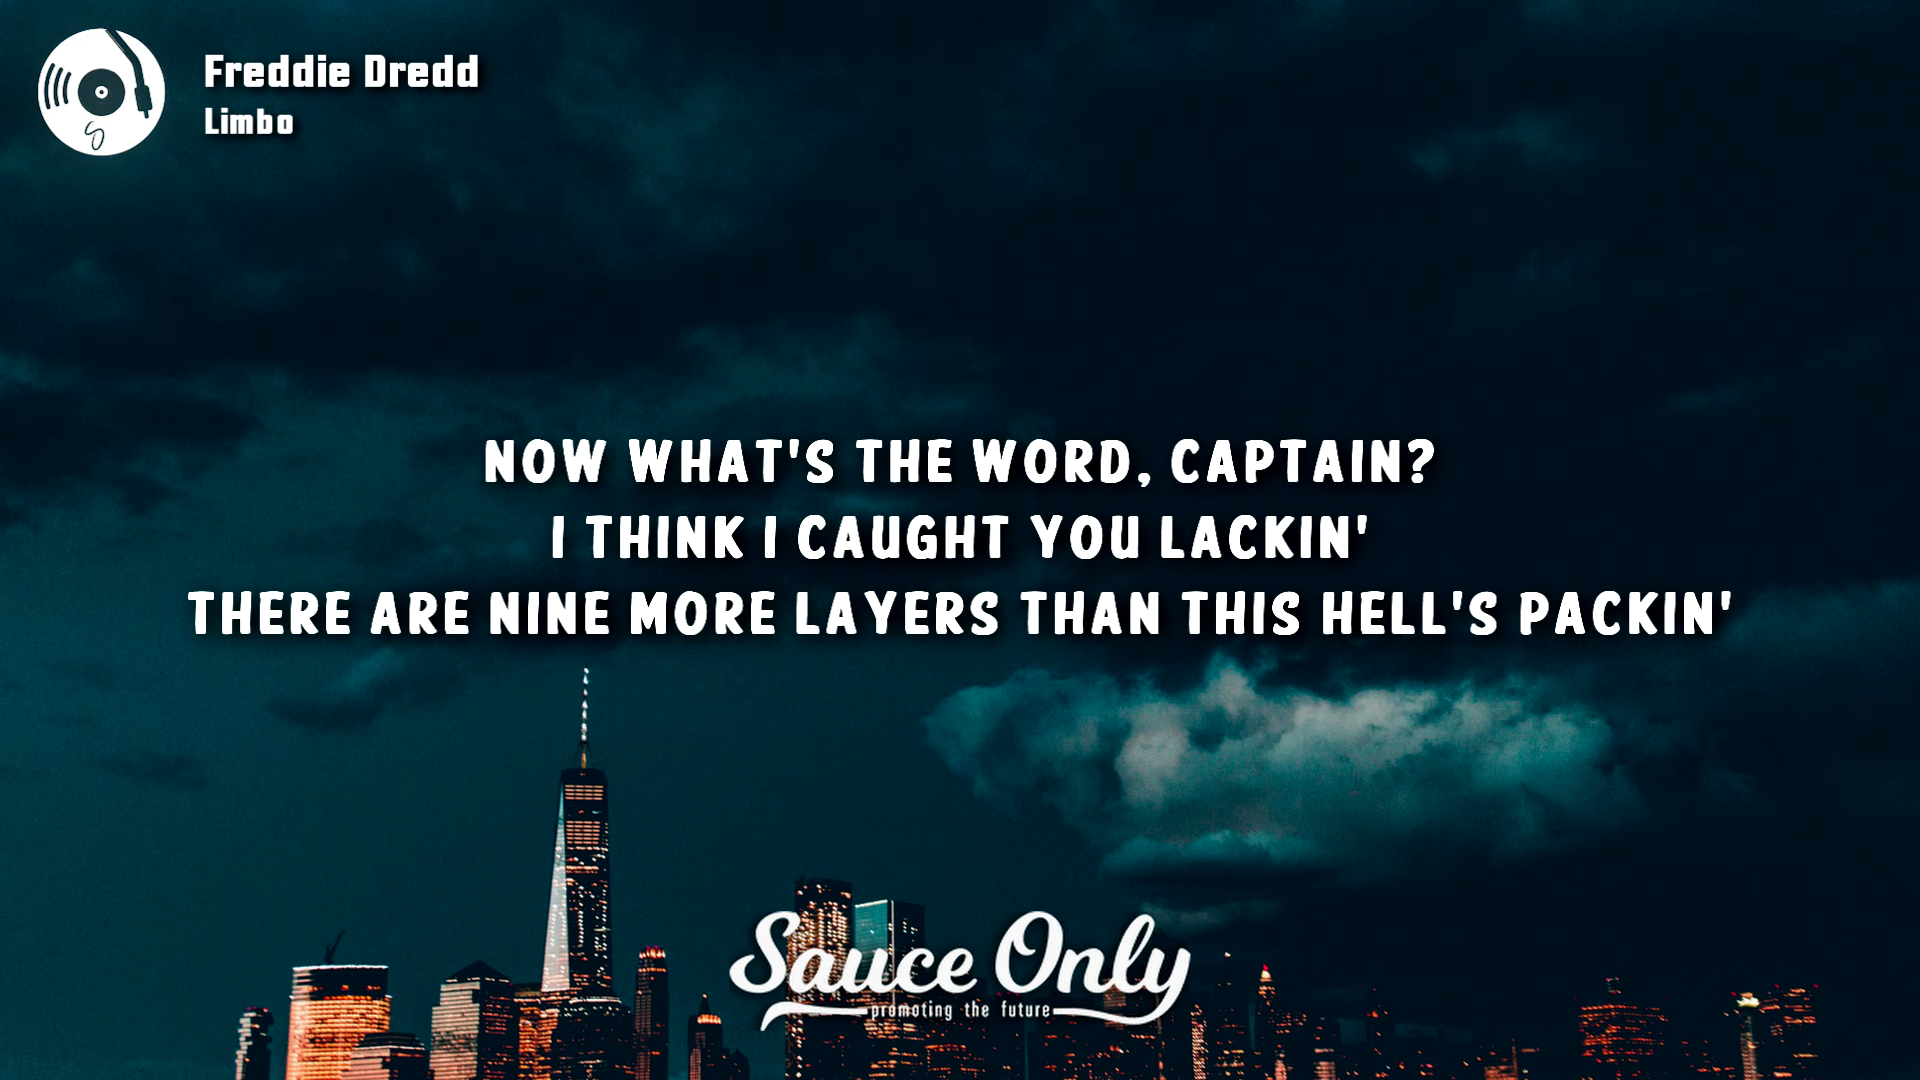 Freddie Dredd
Limbo
NOW WHAT'S THE WORD, CAPTAIN?
I THINK I CAUGHT YOU LACKIN'
THERE ARE NINE MORE LAYERS THAN THIS HELL'S PACKIN'
Sauce Only
promoting the future